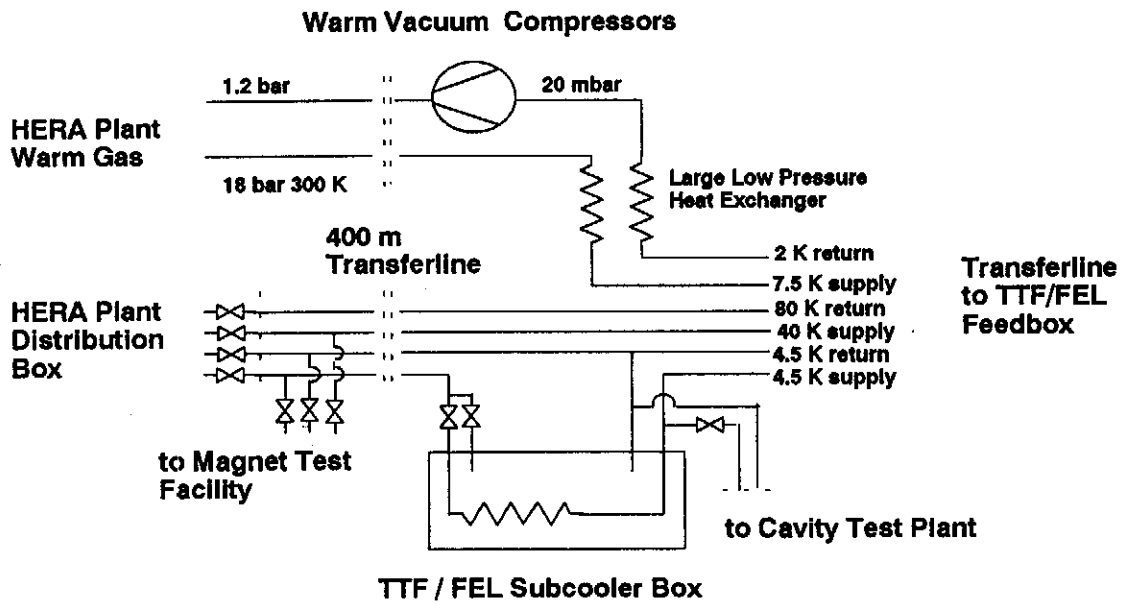 Warm Vacuum Compressors
1.2 bar
20 mbar
HERA Plant
Warm Gas
18 bar 300 K
Large Low Pressure
Heat Exchanger
400 m
Transferline
2 K return
7.5 K supply
80 K return
40 K supply
4.5 K return
4.5 K supply
Transferline
to TTF/FEL
Feedbox
HERA Plant
Distribution
Box
to Magnet Test
Facility
to Cavity Test Plant
TTF / FEL Subcooler Box